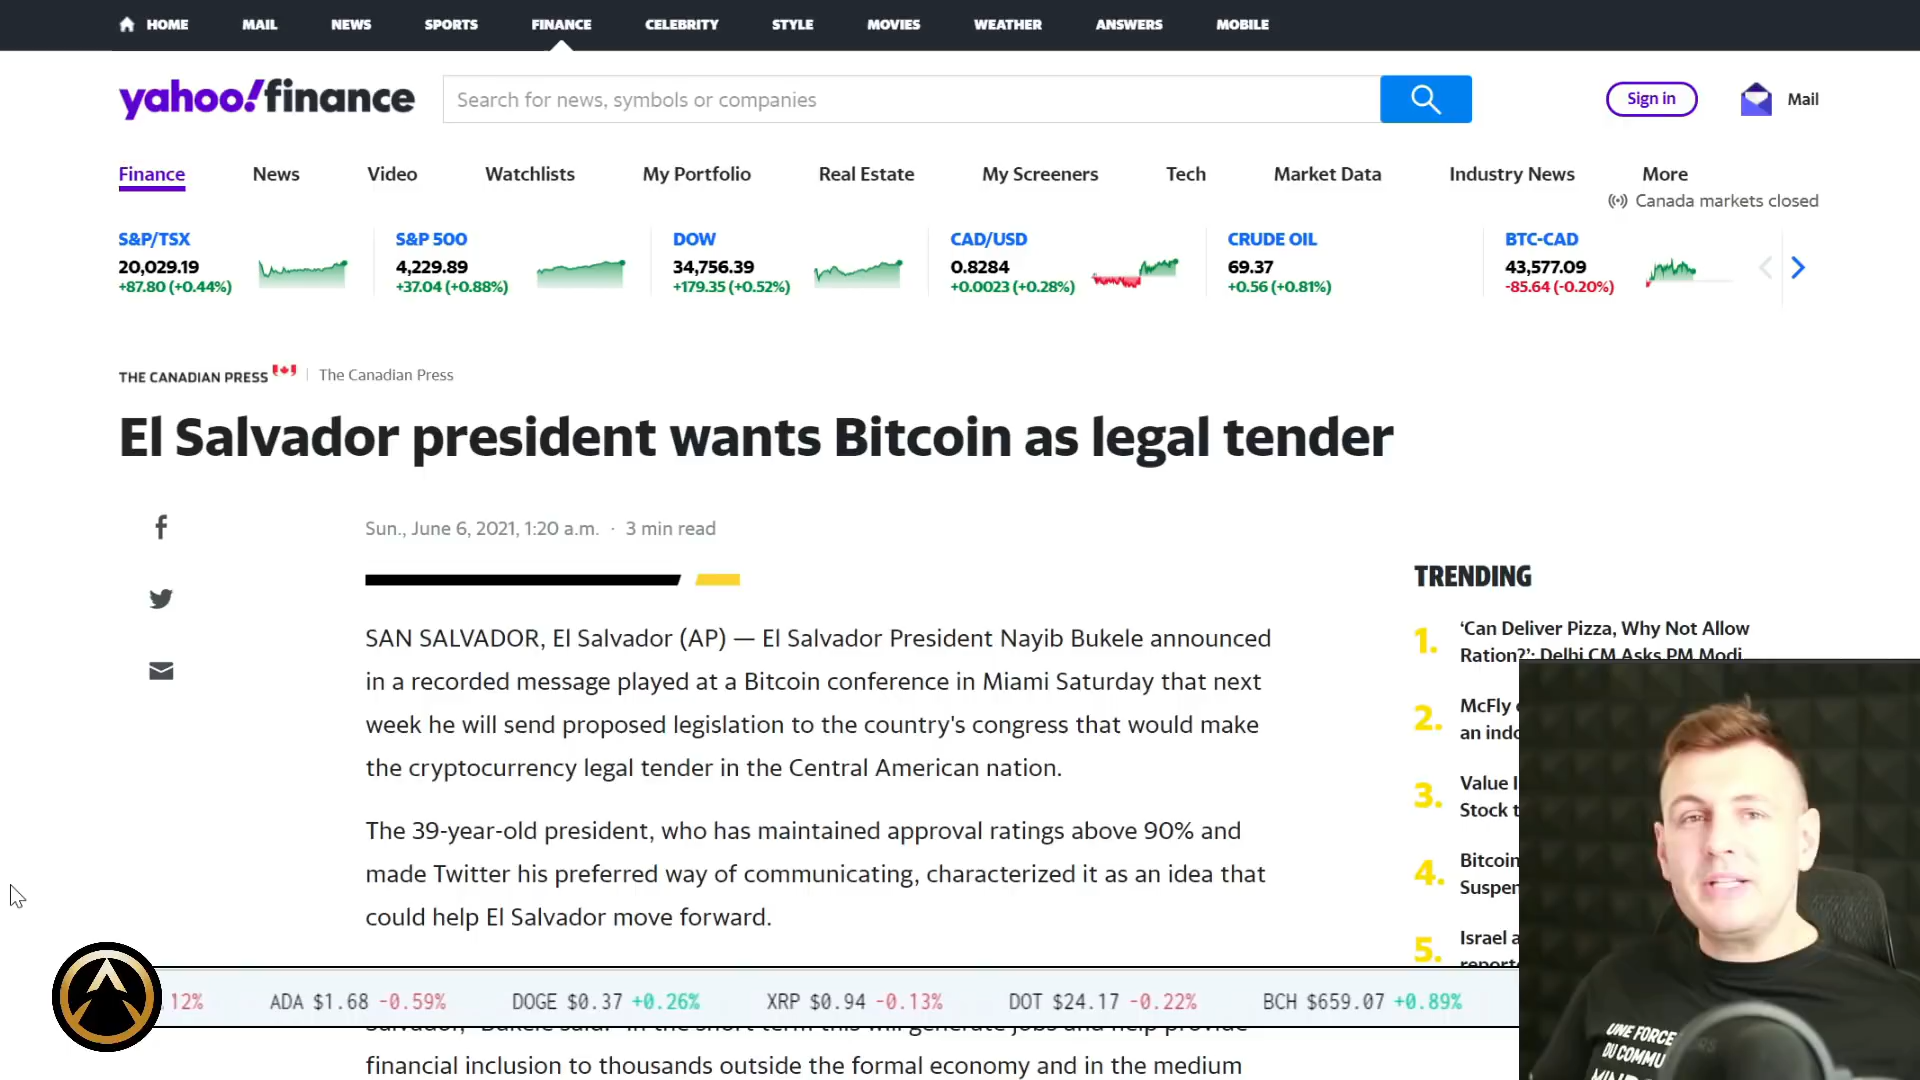 HOME MAIL NEWS SPORTS FINANCE CELEBRITY STYLE MOVIES WEATHER ANSWERS MOBILE
yahoo!finance
Search for news, symbols or companies
Sign in
Mail
Finance News Video Watchlists My Portfolio Real Estate My Screeners Tech Market Data Industry News More
Canada markets closed
S&P/TSX
20,029.19
+87.80 (+0.44%)
S&P 500
4,229.89
+37.04 (+0.88%)
DOW
34,756.39
+179.35 (+0.52%)
CAD/USD
0.8284
+0.0023 (+0.28%)
CRUDE OIL
69.37
+0.56 (+0.81%)
BTC-CAD
43,577.09
-85.64 (-0.20%)
THE CANADIAN PRESS
The Canadian Press
El Salvador president wants Bitcoin as legal tender
Sun., June 6, 2021, 1:20 a.m. · 3 min read
SAN SALVADOR, El Salvador (AP) — El Salvador President Nayib Bukele announced
in a recorded message played at a Bitcoin conference in Miami Saturday that next
week he will send proposed legislation to the country's congress that would make
the cryptocurrency legal tender in the Central American nation.
The 39-year-old president, who has maintained approval ratings above 90% and
made Twitter his preferred way of communicating, characterized it as an idea that
could help El Salvador move forward.
financial inclusion to thousands outside the formal economy and in the medium
TRENDING
1. ‘Can Deliver Pizza, Why Not Allow
Ration?’: Delhi CM Asks PM Modi
2. McFly
an
3. Value
Stock
4. Bitcoin
5. Israel
12% ADA $1.68 -0.59% DOGE $0.37 +0.26% XRP $0.94 -0.13% DOT $24.17 -0.22% BCH $659.07 +0.89%
UNE FORCE
DU